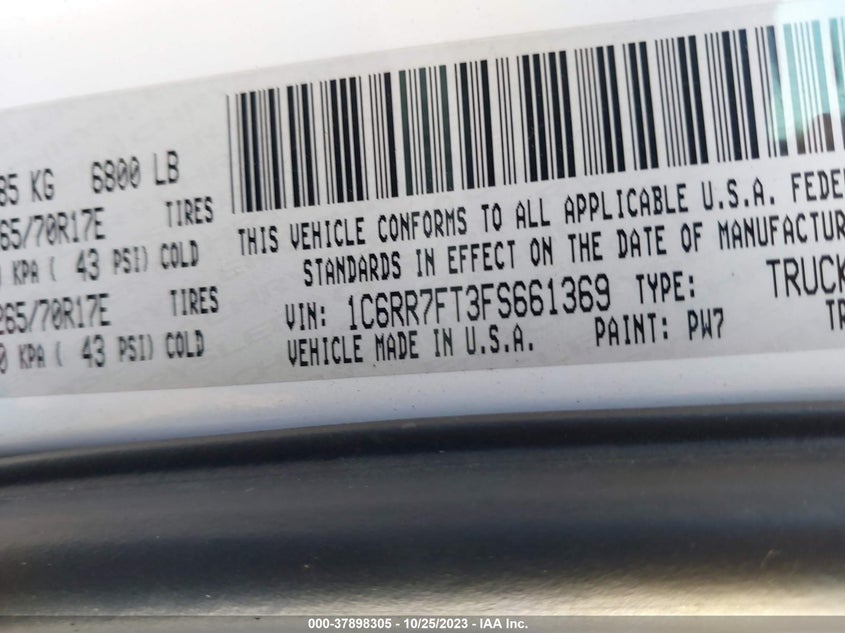 85 KG 6800 LB
65/70R17E TIRES
KPA ( 43 PSI) COLD
265/70R17E
0 KPA ( 43 PSI) COLD
THIS VEHICLE CONFORMS TO ALL APPLICABLE U.S.A. FEDE
STANDARDS IN EFFECT ON THE DATE OF MANUFACTUR
VIN: 1C6RR7FT3FS661369 TYPE: TRUCK
VEHICLE MADE IN U.S.A. PAINT: PW7 TR
000-37898305 - 10/25/2023 - IAA Inc.